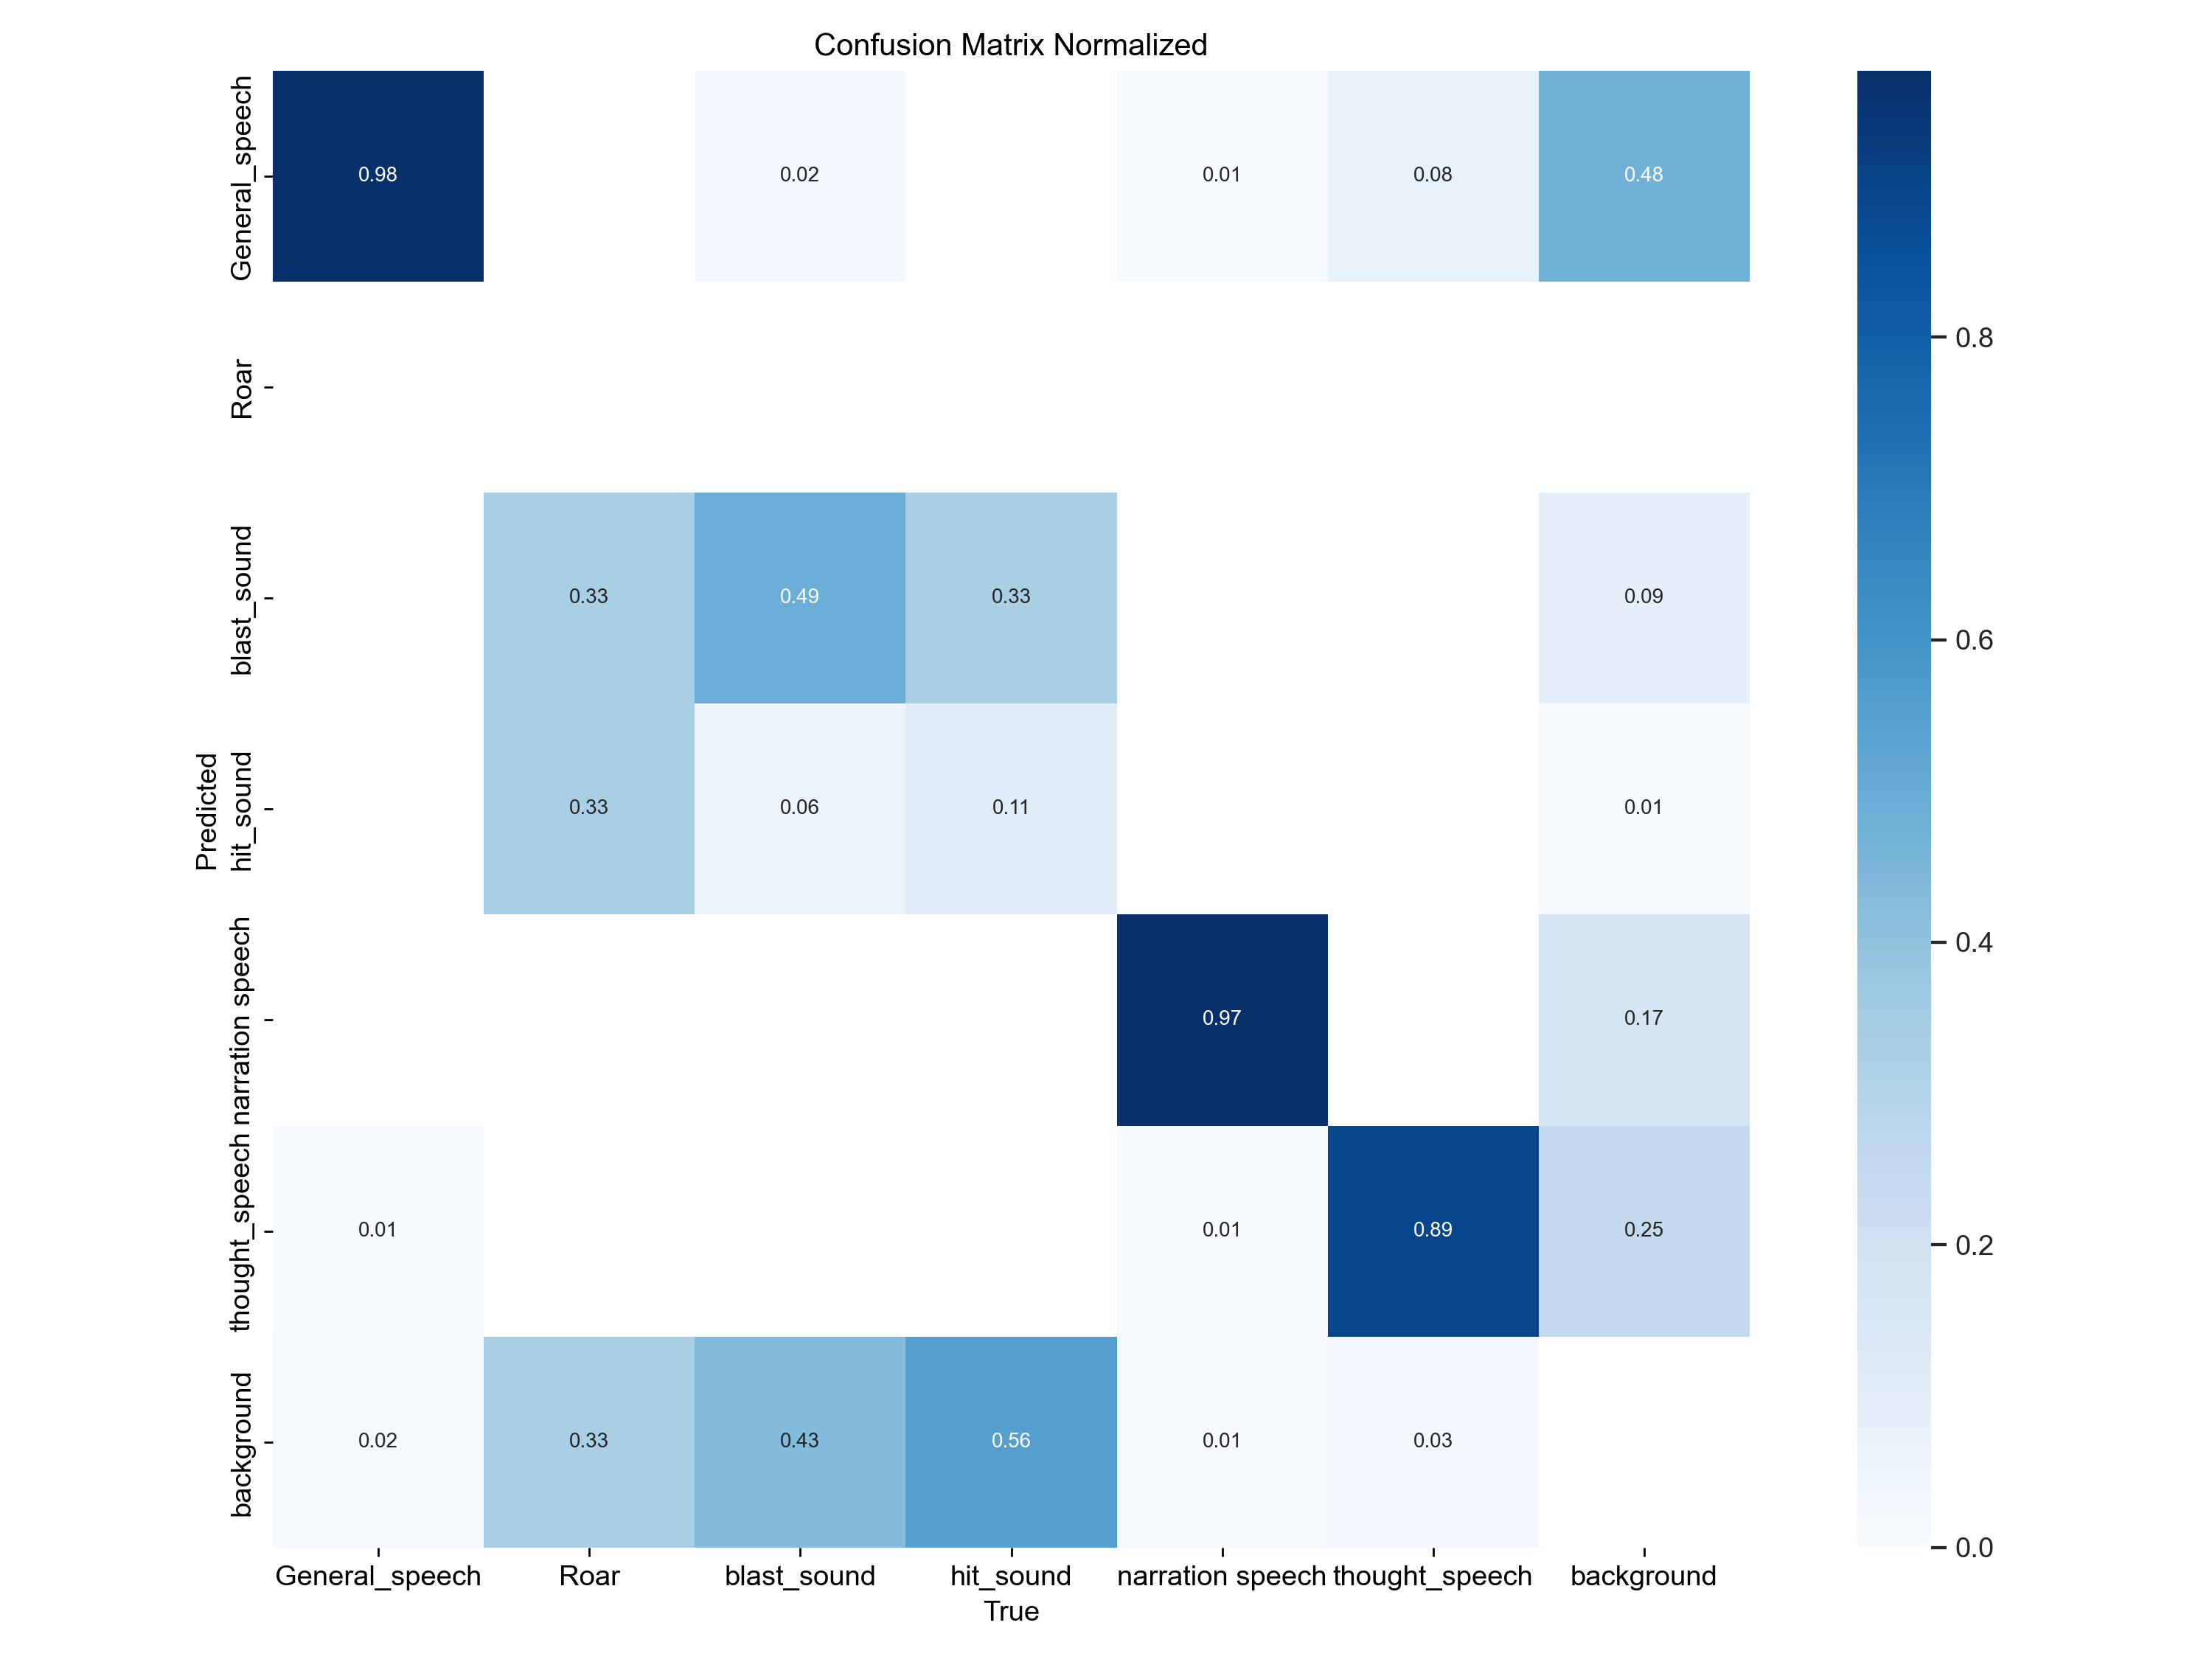 Confusion Matrix Normalized
General_speech
0.98
0.02
0.01
0.08
0.48
Roar
blast_sound
0.33
0.49
0.33
0.09
Predicted
hit_sound
0.33
0.06
0.11
0.01
narration speech
0.97
0.17
thought_speech
0.01
0.01
0.89
0.25
background
0.02
0.33
0.43
0.56
0.01
0.03
General_speech
Roar
blast_sound
hit_sound
narration speech
thought_speech
background
True
0.8
0.6
0.4
0.2
0.0